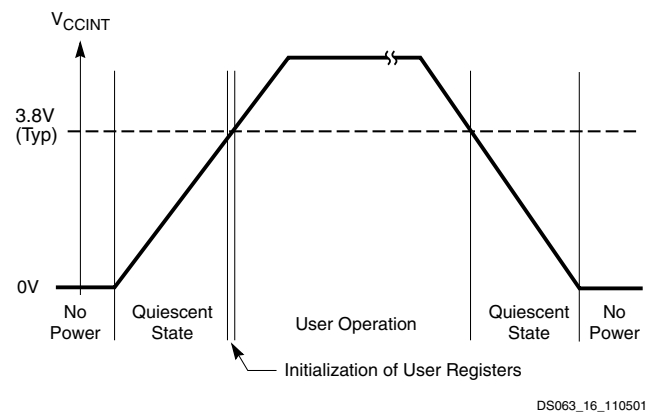 VCCINT
3.8V
(Typ)
0V
No
Power
Quiescent
State
User Operation
Quiescent
State
No
Power
Initialization of User Registers
DS063_16_110501